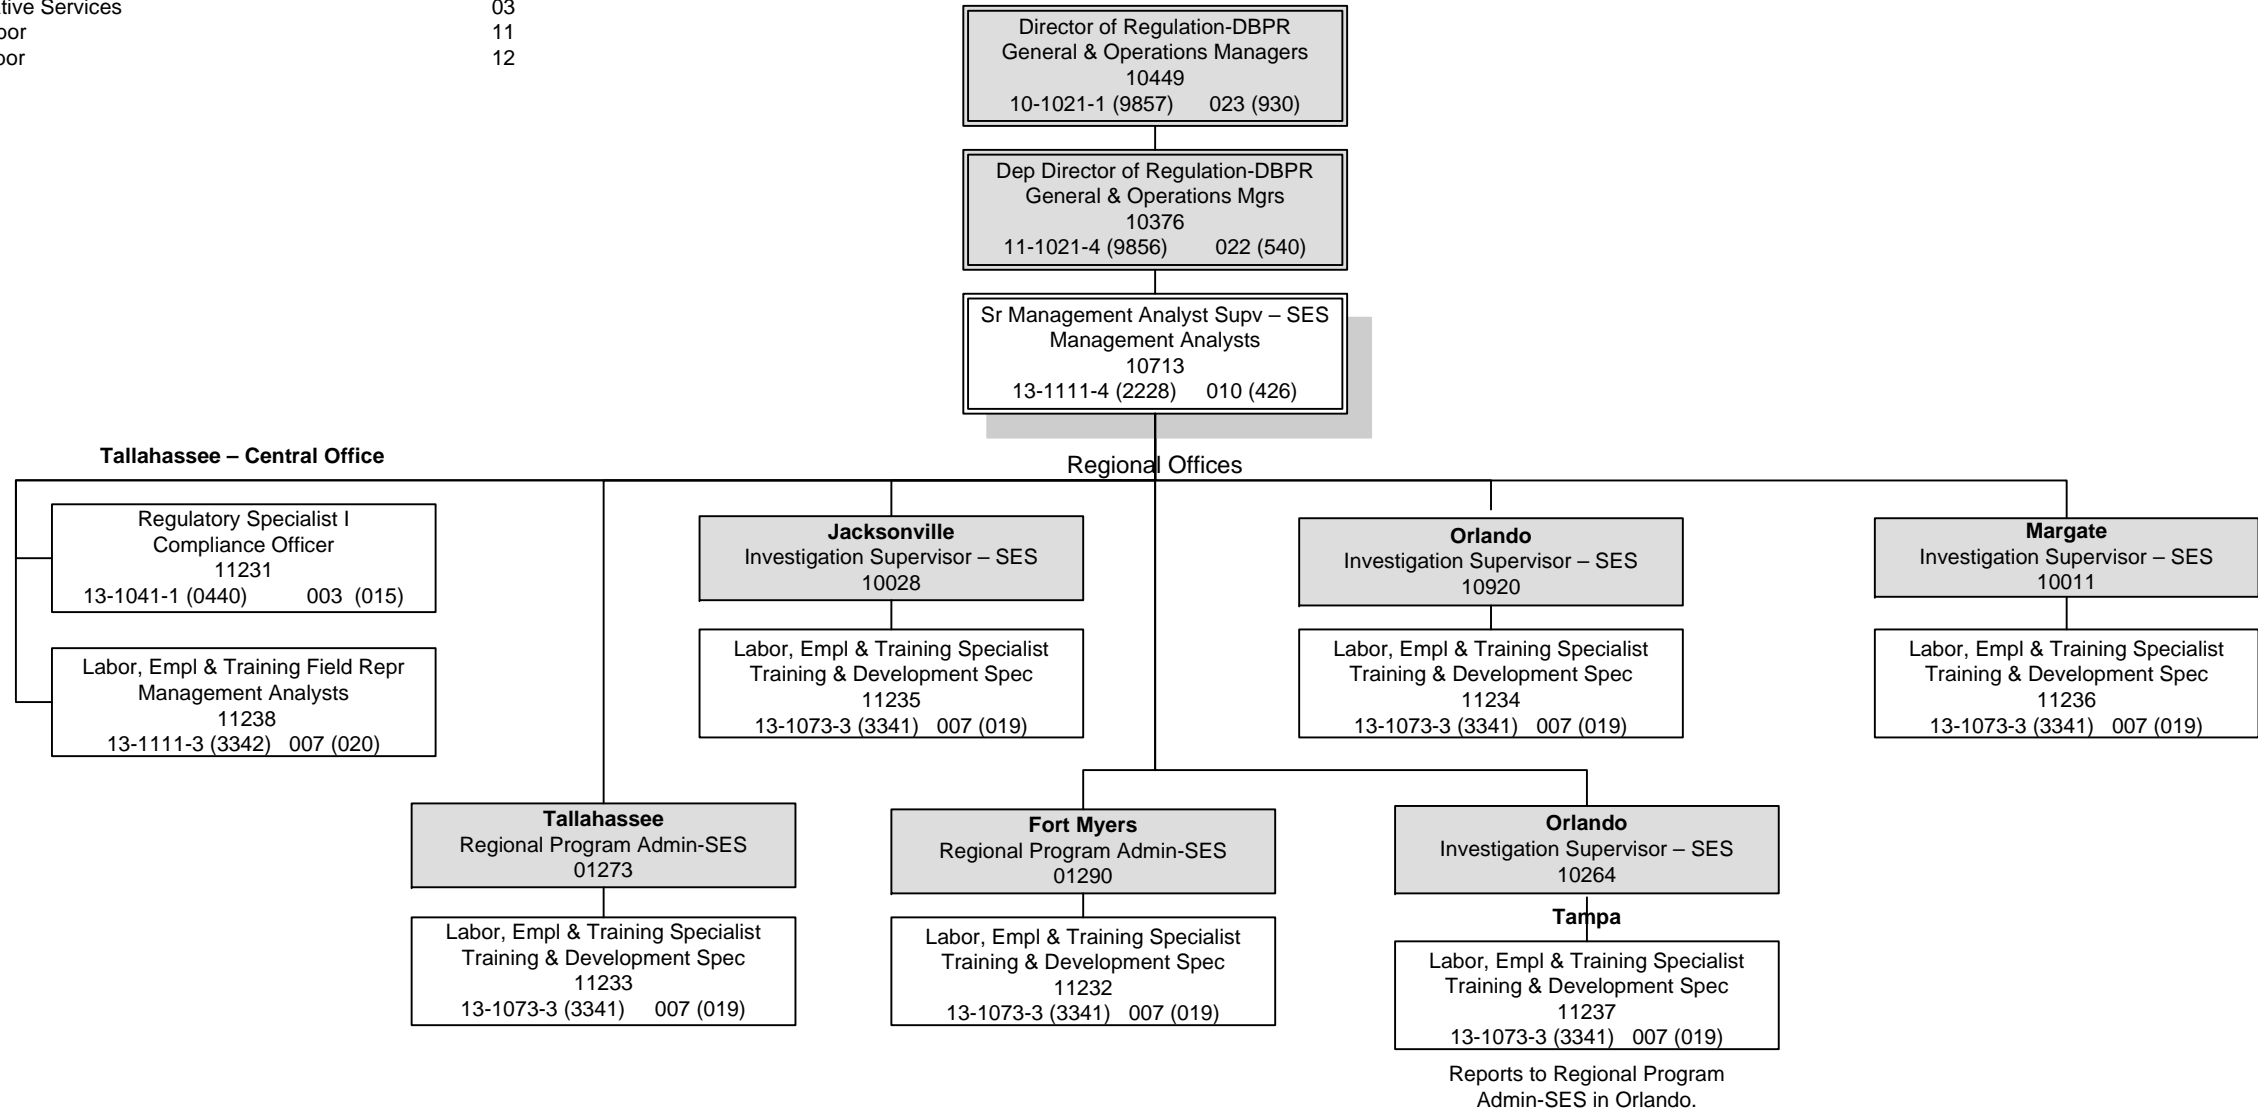 ative Services 03
oor 11
oor 12
Director of Regulation-DBPR
General & Operations Managers
10449
10-1021-1 (9857) 023 (930)
Dep Director of Regulation-DBPR
General & Operations Mgrs
10376
11-1021-4 (9856) 022 (540)
Sr Management Analyst Supv – SES
Management Analysts
10713
13-1111-4 (2228) 010 (426)
Tallahassee – Central Office
Regional Offices
Regulatory Specialist I
Compliance Officer
11231
13-1041-1 (0440) 003 (015)
Labor, Empl & Training Field Repr
Management Analysts
11238
13-1111-3 (3342) 007 (020)
Jacksonville
Investigation Supervisor – SES
10028
Labor, Empl & Training Specialist
Training & Development Spec
11235
13-1073-3 (3341) 007 (019)
Orlando
Investigation Supervisor – SES
10920
Labor, Empl & Training Specialist
Training & Development Spec
11234
13-1073-3 (3341) 007 (019)
Margate
Investigation Supervisor – SES
10011
Labor, Empl & Training Specialist
Training & Development Spec
11236
13-1073-3 (3341) 007 (019)
Tallahassee
Regional Program Admin-SES
01273
Labor, Empl & Training Specialist
Training & Development Spec
11233
13-1073-3 (3341) 007 (019)
Fort Myers
Regional Program Admin-SES
01290
Labor, Empl & Training Specialist
Training & Development Spec
11232
13-1073-3 (3341) 007 (019)
Orlando
Investigation Supervisor – SES
10264
Tampa
Labor, Empl & Training Specialist
Training & Development Spec
11237
13-1073-3 (3341) 007 (019)
Reports to Regional Program
Admin-SES in Orlando.